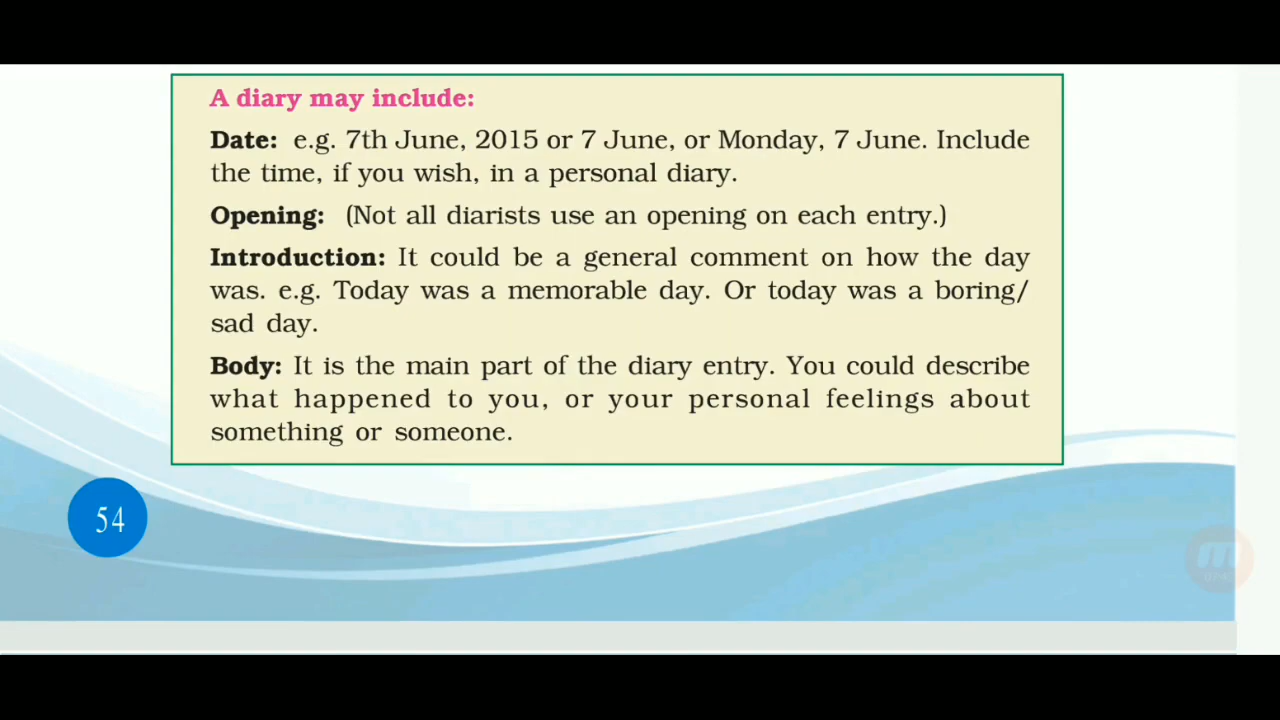 A diary may include:
Date: e.g. 7th June, 2015 or 7 June, or Monday, 7 June. Include
the time, if you wish, in a personal diary.
Opening: (Not all diarists use an opening on each entry.)
Introduction: It could be a general comment on how the day
was. e.g. Today was a memorable day. Or today was a boring/
sad day.
Body: It is the main part of the diary entry. You could describe
what happened to you, or your personal feelings about
something or someone.
54